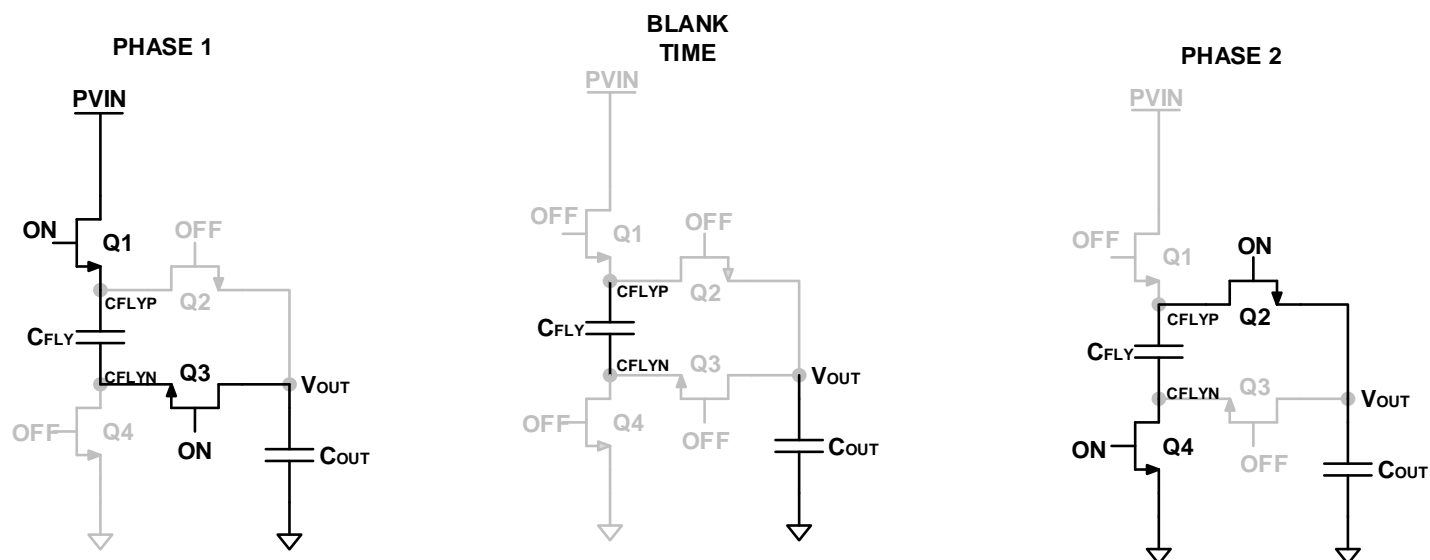 PHASE 1
PVIN
ON
Q1
OFF
Q2
CFLYP
CFLY
CFLYN
Q3
VOUT
OFF
Q4
ON
COUT
BLANK
TIME
PVIN
OFF
Q1
OFF
Q2
CFLYP
CFLY
CFLYN
Q3
VOUT
OFF
Q4
OFF
COUT
PHASE 2
PVIN
OFF
Q1
ON
Q2
CFLYP
CFLY
CFLYN
Q3
VOUT
ON
Q4
OFF
COUT